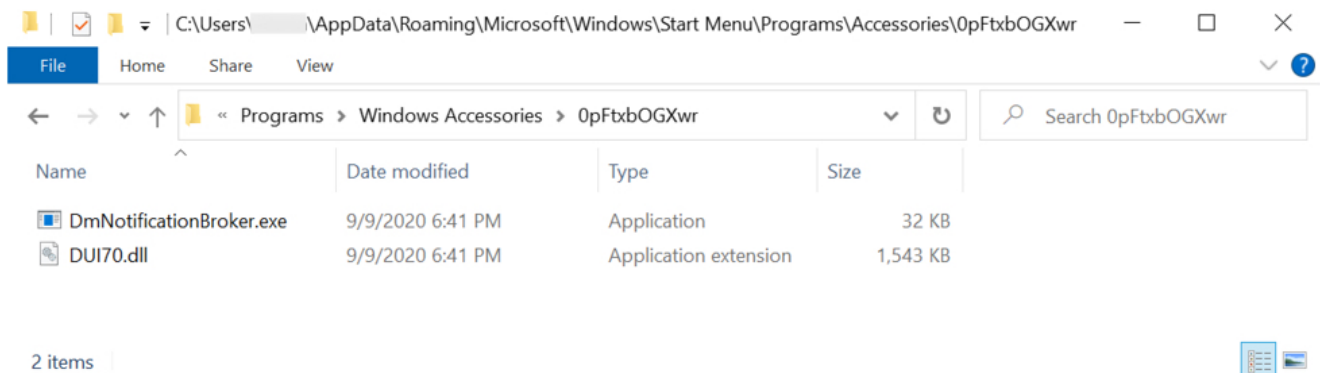 C:\Users\ \AppData\Roaming\Microsoft\Windows\Start Menu\Programs\Accessories\0pFtxbOGXwr
File Home Share View ?
« Programs > Windows Accessories > 0pFtxbOGXwr Search 0pFtxbOGXwr
Name Date modified Type Size
DmNotificationBroker.exe 9/9/2020 6:41 PM Application 32 KB
DUI70.dll 9/9/2020 6:41 PM Application extension 1,543 KB
2 items